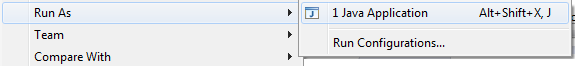 Run As
1 Java Application Alt+Shift+X, J
Team
Run Configurations...
Compare With